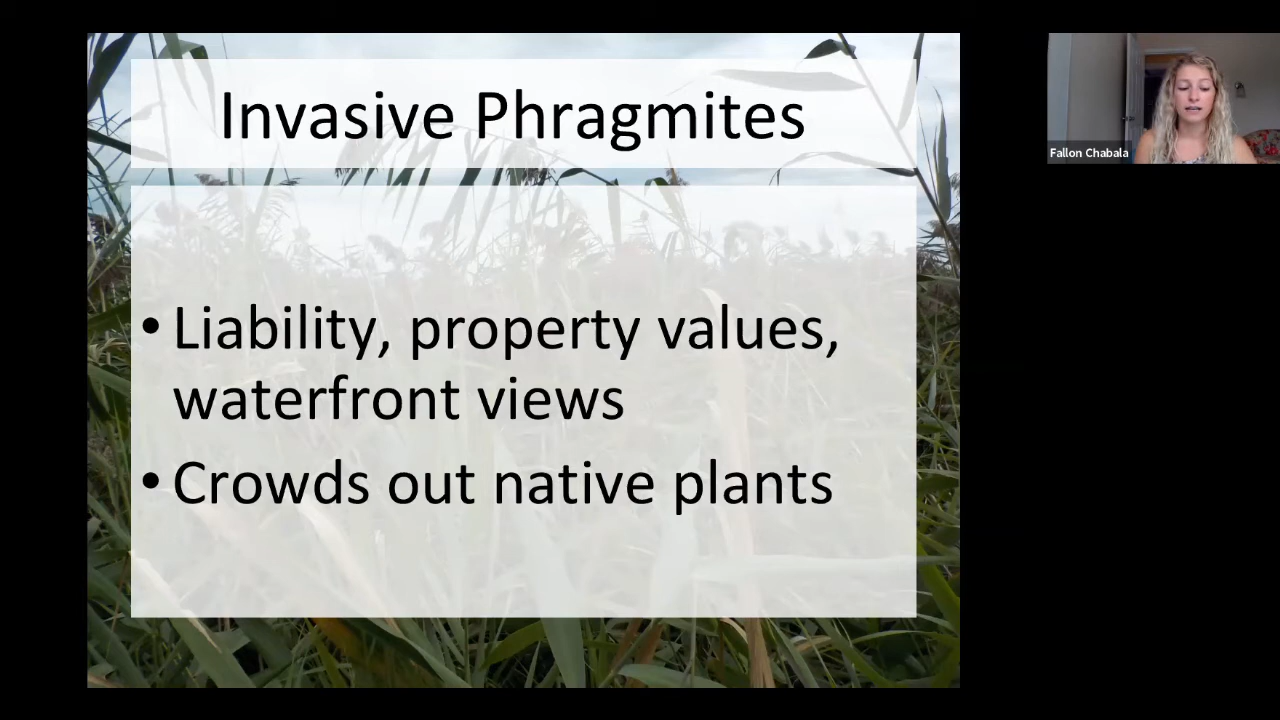 Invasive Phragmites
• Liability, property values,
waterfront views
• Crowds out native plants
Fallon Chabala